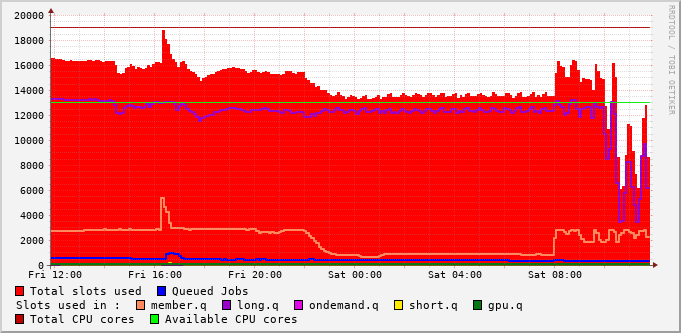 20000
18000
16000
14000
12000
10000
8000
6000
4000
2000
0
Fri 12:00 Fri 16:00 Fri 20:00 Sat 00:00 Sat 04:00 Sat 08:00
RRDTOOL / TOBI OETIKER
Total slots used Queued Jobs
Slots used in : member.q long.q ondemand.q short.q gpu.q
Total CPU cores Available CPU cores